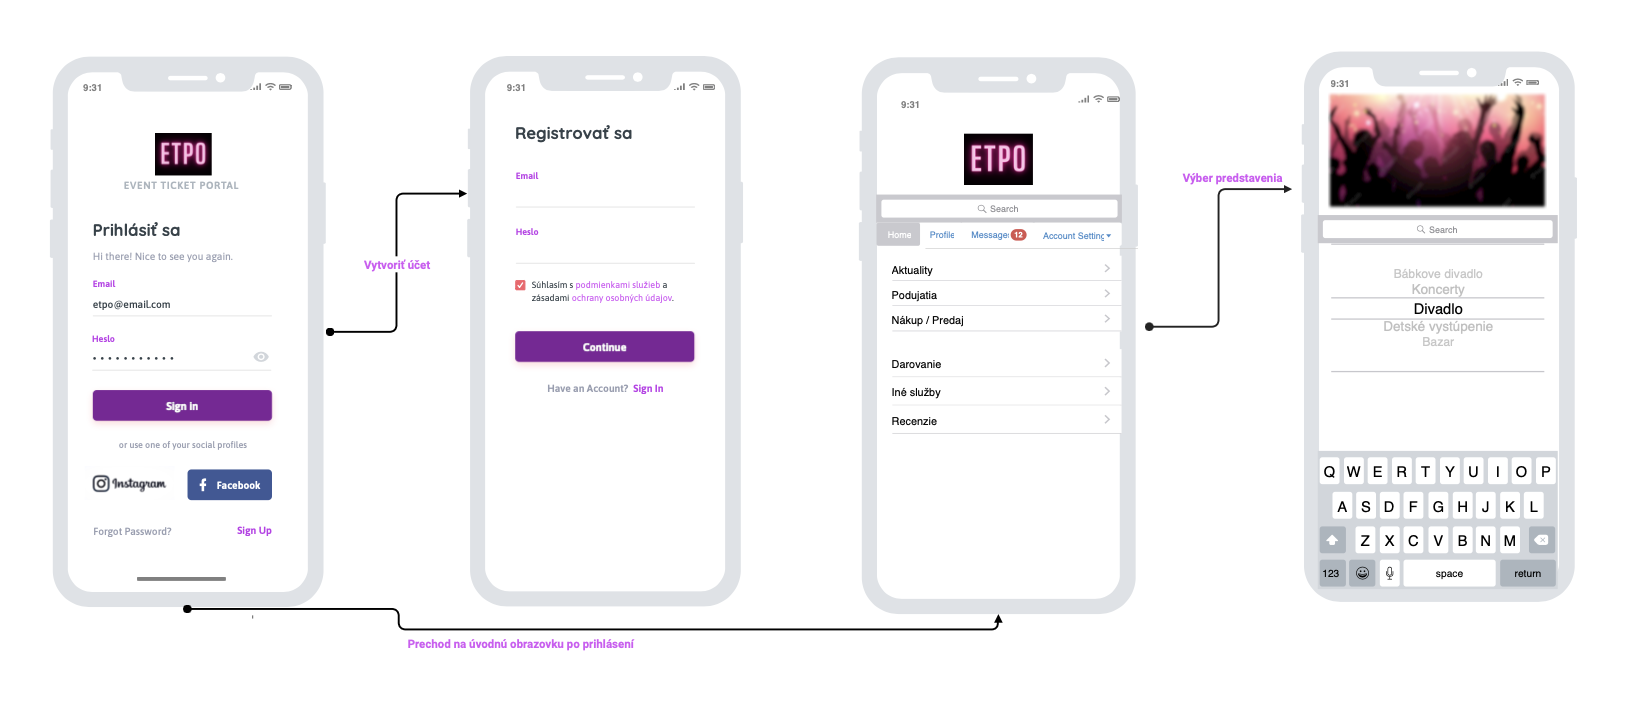 9:31
ETPO
EVENT TICKET PORTAL
Prihlásiť sa
Hi there! Nice to see you again.
Email
etpo@email.com
Heslo
Sign in
or use one of your social profiles
Instagram
Facebook
Forgot Password?
Sign Up
Vytvoriť účet
9:31
Registrovať sa
Email
Heslo
Súhlasím s podmienkami služieb a
zásadami ochrany osobných údajov.
Continue
Have an Account? Sign In
Prechod na úvodnú obrazovku po prihlásení
9:31
ETPO
Search
Home
Profile
Messages 12
Account Setting
Aktuality
Podujatia
Nákup / Predaj
Darovanie
Iné služby
Recenzie
Výber predstavenia
9:31
Search
Bábkove divadlo
Koncerty
Divadlo
Detské vystúpenie
Bazar
Q W E R T Y U I O P
A S D F G H J K L
Z X C V B N M
123 space return